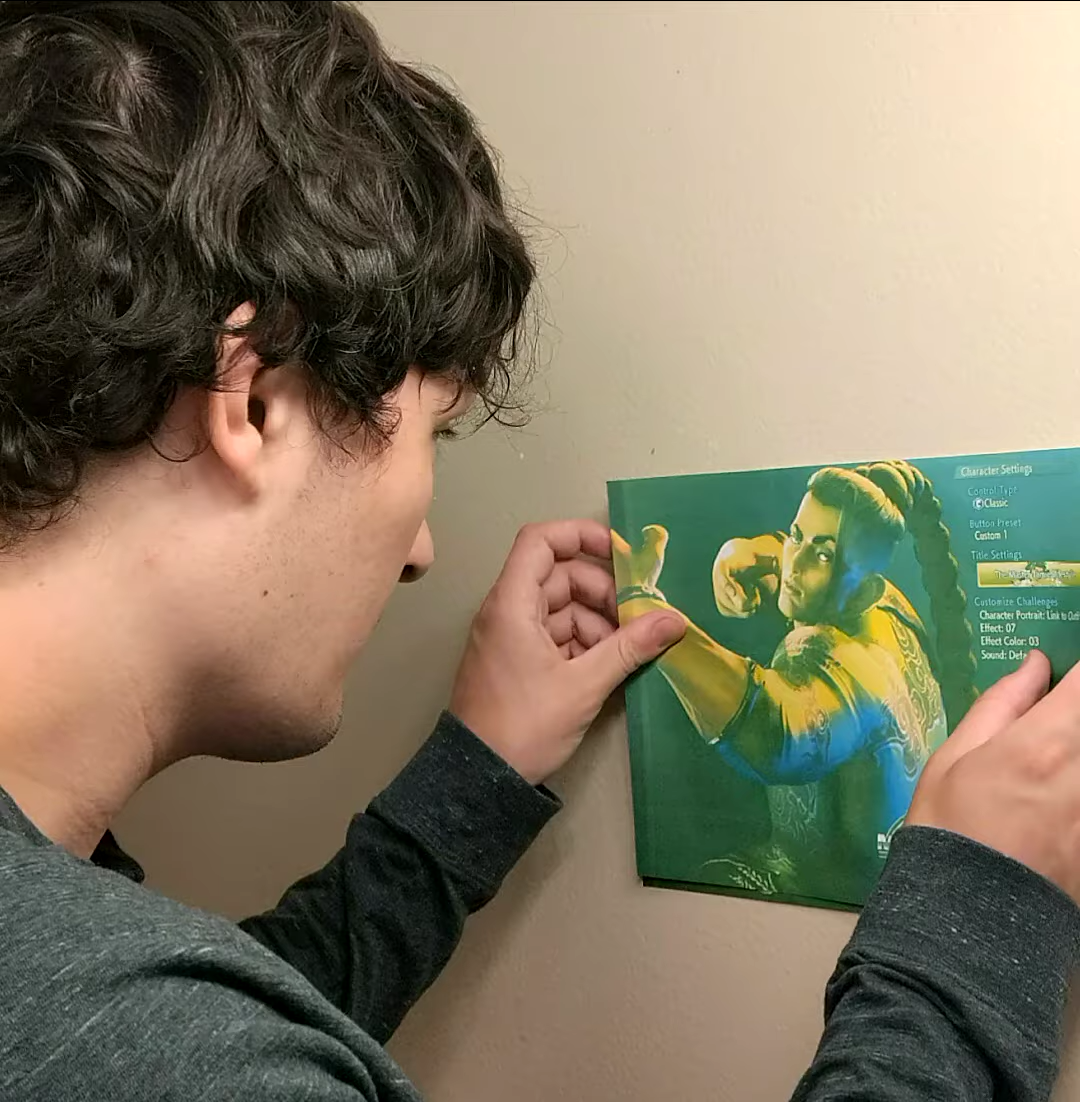 Character Settings
Control Type
C Classic
Button Preset
Custom 1
Title Settings
Customize Challenges
Character Portrait: Link to
Effect: 07
Effect Color: 03
Sound: